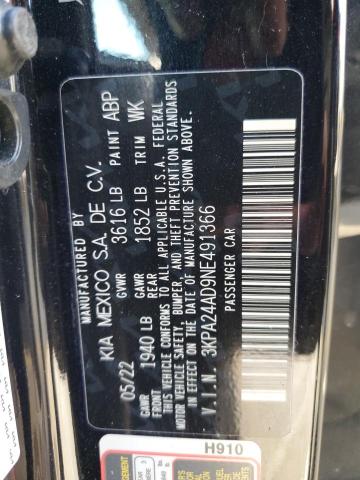 MFD BY
KIA MEXICO S.A. DE C.V.
05/22 GVWR 3616 LB PAINT ABP
GAWR FRONT 1940 LB GAWR REAR 1852 LB TRIM WK
THIS VEHICLE CONFORMS TO ALL APPLICABLE U.S.A. FEDERAL
MOTOR VEHICLE SAFETY, BUMPER, AND THEFT PREVENTION STANDARDS
IN EFFECT ON THE DATE OF MANUFACTURE SHOWN ABOVE.
V.I.N. 3KPA24AD9NE491366
PASSENGER CAR
H910